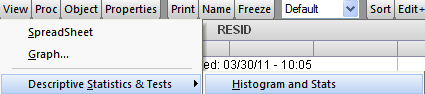 View Proc Object Properties Print Name Freeze Default Sort Edit+
RESID
SpreadSheet
Graph...
ed: 03/30/11 - 10:05
Descriptive Statistics & Tests Histogram and Stats